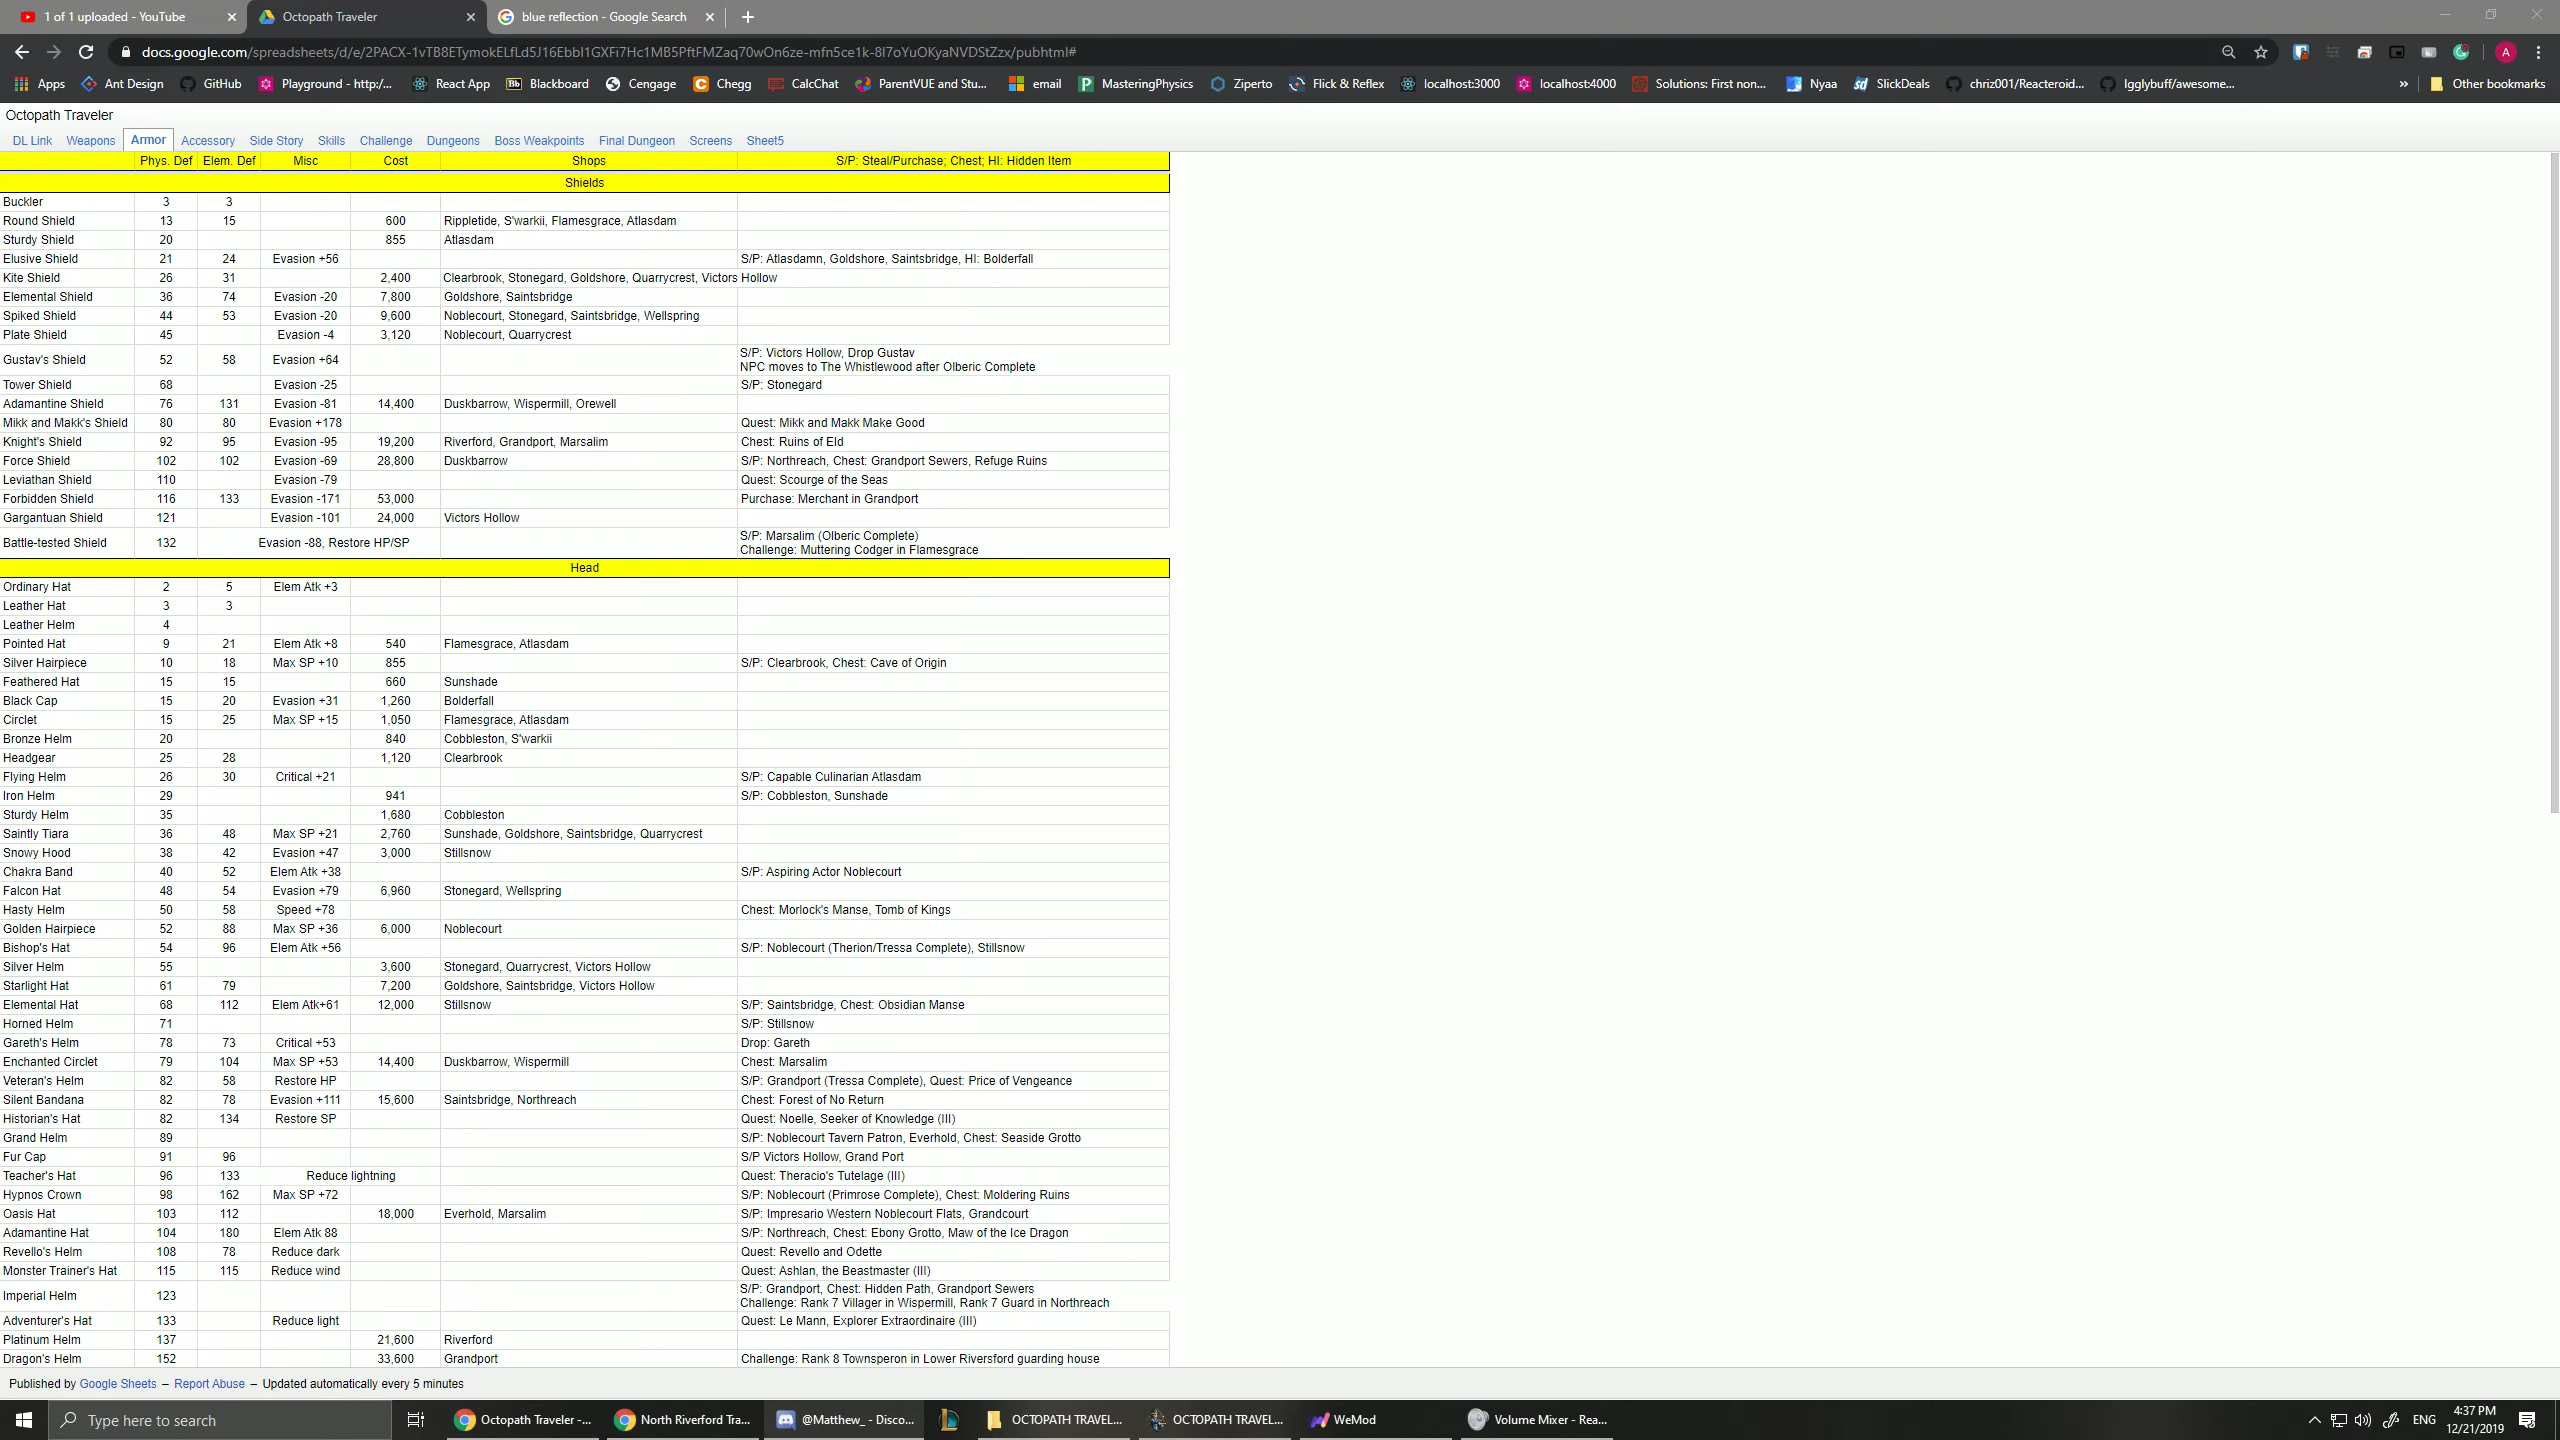 1 of 1 uploaded - YouTube
Octopath Traveler
blue reflection - Google Search
docs.google.com/spreadsheets/d/e/2PACX-1vTB8ETymokELfLd5J16EbbI1GXFi7Hc1MB5PftFMZaq70wOn6ze-mfn5ce1k-8I7oYuOKyaNVDStZzx/pubhtml#
A
Apps Ant Design GitHub Playground - http:/... React App Blackboard Cengage Chegg CalcChat ParentVUE and Stu... email MasteringPhysics Ziperto Flick & Reflex localhost:3000 localhost:4000 Solutions: First non... Nyaa SlickDeals chriz001/Reacteroid... Igglybuff/awesome... » Other bookmarks
Octopath Traveler
DL Link Weapons Armor Accessory Side Story Skills Challenge Dungeons Boss Weakpoints Final Dungeon Screens Sheet5
Phys. Def Elem. Def Misc Cost Shops S/P: Steal/Purchase; Chest; HI: Hidden Item
Shields
Buckler 3 3
Round Shield 13 15 600 Rippletide, S'warkii, Flamesgrace, Atlasdam
Sturdy Shield 20 855 Atlasdam
Elusive Shield 21 24 Evasion +56 S/P: Atlasdamn, Goldshore, Saintsbridge, HI: Bolderfall
Kite Shield 26 31 2,400 Clearbrook, Stonegard, Goldshore, Quarrycrest, Victors Hollow
Elemental Shield 36 74 Evasion -20 7,800 Goldshore, Saintsbridge
Spiked Shield 44 53 Evasion -20 9,600 Noblecourt, Stonegard, Saintsbridge, Wellspring
Plate Shield 45 Evasion -4 3,120 Noblecourt, Quarrycrest
Gustav's Shield 52 58 Evasion +64 S/P: Victors Hollow, Drop Gustav
NPC moves to The Whistlewood after Olberic Complete
Tower Shield 68 Evasion -25 S/P: Stonegard
Adamantine Shield 76 131 Evasion -81 14,400 Duskbarrow, Wispermill, Orewell
Mikk and Makk's Shield 80 80 Evasion +178 Quest: Mikk and Makk Make Good
Knight's Shield 92 95 Evasion -95 19,200 Riverford, Grandport, Marsalim Chest: Ruins of Eld
Force Shield 102 102 Evasion -69 28,800 Duskbarrow S/P: Northreach, Chest: Grandport Sewers, Refuge Ruins
Leviathan Shield 110 Evasion -79 Quest: Scourge of the Seas
Forbidden Shield 116 133 Evasion -171 53,000 Purchase: Merchant in Grandport
Gargantuan Shield 121 Evasion -101 24,000 Victors Hollow
Battle-tested Shield 132 Evasion -88, Restore HP/SP S/P: Marsalim (Olberic Complete)
Challenge: Muttering Codger in Flamesgrace
Head
Ordinary Hat 2 5 Elem Atk +3
Leather Hat 3 3
Leather Helm 4
Pointed Hat 9 21 Elem Atk +8 540 Flamesgrace, Atlasdam
Silver Hairpiece 10 18 Max SP +10 855 S/P: Clearbrook, Chest: Cave of Origin
Feathered Hat 15 15 660 Sunshade
Black Cap 15 20 Evasion +31 1,260 Bolderfall
Circlet 15 25 Max SP +15 1,050 Flamesgrace, Atlasdam
Bronze Helm 20 840 Cobbleston, S'warkii
Headgear 25 28 1,120 Clearbrook
Flying Helm 26 30 Critical +21 S/P: Capable Culinarian Atlasdam
Iron Helm 29 941 S/P: Cobbleston, Sunshade
Sturdy Helm 35 1,680 Cobbleston
Saintly Tiara 36 48 Max SP +21 2,760 Sunshade, Goldshore, Saintsbridge, Quarrycrest
Snowy Hood 38 42 Evasion +47 3,000 Stillsnow
Chakra Band 40 52 Elem Atk +38 S/P: Aspiring Actor Noblecourt
Falcon Hat 48 54 Evasion +79 6,960 Stonegard, Wellspring
Hasty Helm 50 58 Speed +78 Chest: Morlock's Manse, Tomb of Kings
Golden Hairpiece 52 88 Max SP +36 6,000 Noblecourt
Bishop's Hat 54 96 Elem Atk +56 S/P: Noblecourt (Therion/Tressa Complete), Stillsnow
Silver Helm 55 3,600 Stonegard, Quarrycrest, Victors Hollow
Starlight Hat 61 79 7,200 Goldshore, Saintsbridge, Victors Hollow
Elemental Hat 68 112 Elem Atk+61 12,000 Stillsnow S/P: Saintsbridge, Chest: Obsidian Manse
Horned Helm 71 S/P: Stillsnow
Gareth's Helm 78 73 Critical +53 Drop: Gareth
Enchanted Circlet 79 104 Max SP +53 14,400 Duskbarrow, Wispermill Chest: Marsalim
Veteran's Helm 82 58 Restore HP S/P: Grandport (Tressa Complete), Quest: Price of Vengeance
Silent Bandana 82 78 Evasion +111 15,600 Saintsbridge, Northreach Chest: Forest of No Return
Historian's Hat 82 134 Restore SP Quest: Noelle, Seeker of Knowledge (III)
Grand Helm 89 S/P: Noblecourt Tavern Patron, Everhold, Chest: Seaside Grotto
Fur Cap 91 96 S/P Victors Hollow, Grand Port
Teacher's Hat 96 133 Reduce lightning Quest: Theracio's Tutelage (III)
Hypnos Crown 98 162 Max SP +72 S/P: Noblecourt (Primrose Complete), Chest: Moldering Ruins
Oasis Hat 103 112 18,000 Everhold, Marsalim S/P: Impresario Western Noblecourt Flats, Grandcourt
Adamantine Hat 104 180 Elem Atk 88 S/P: Northreach, Chest: Ebony Grotto, Maw of the Ice Dragon
Revello's Helm 108 78 Reduce dark Quest: Revello and Odette
Monster Trainer's Hat 115 115 Reduce wind Quest: Ashlan, the Beastmaster (III)
Imperial Helm 123 S/P: Grandport, Chest: Hidden Path, Grandport Sewers
Challenge: Rank 7 Villager in Wispermill, Rank 7 Guard in Northreach
Adventurer's Hat 133 Reduce light Quest: Le Mann, Explorer Extraordinaire (III)
Platinum Helm 137 21,600 Riverford
Dragon's Helm 152 33,600 Grandport Challenge: Rank 8 Townsperon in Lower Riversford guarding house
Published by Google Sheets – Report Abuse – Updated automatically every 5 minutes
Type here to search Octopath Traveler -... North Riverford Tra... @Matthew_ - Disco... OCTOPATH TRAVEL... OCTOPATH TRAVEL... WeMod Volume Mixer - Rea... ENG 4:37 PM
12/21/2019